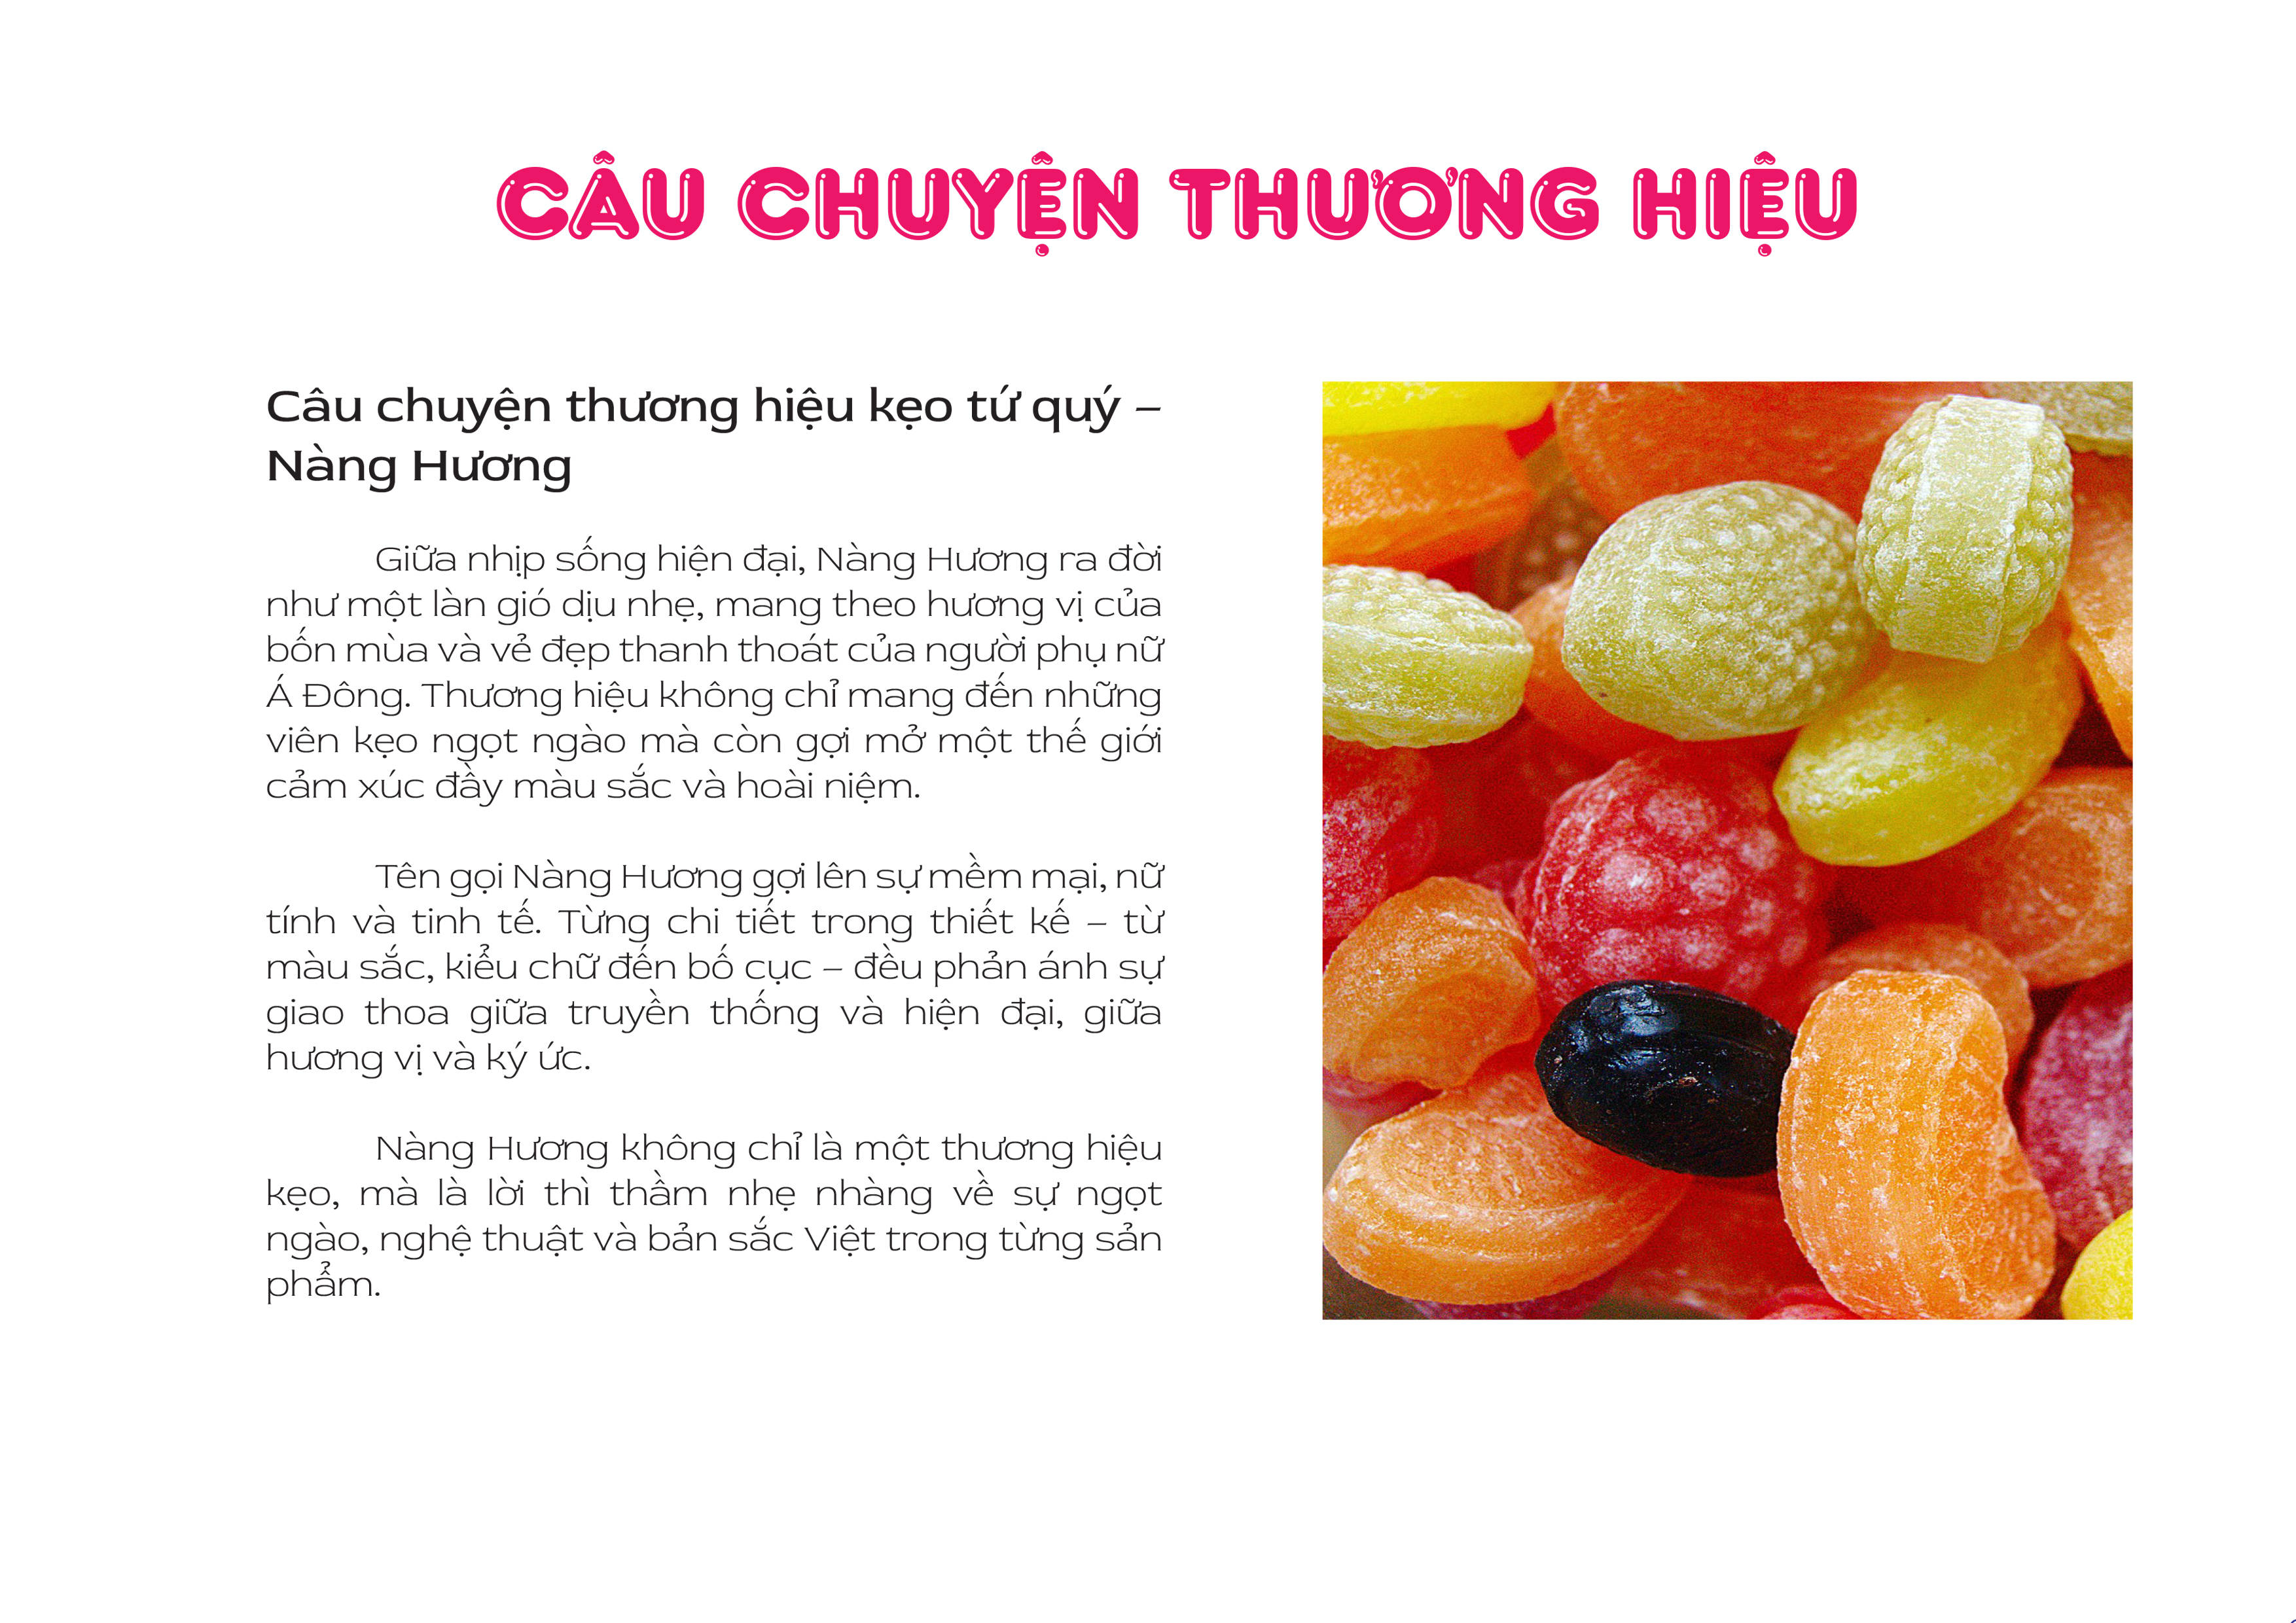 CÂU CHUYỆN THƯƠNG HIỆU
Câu chuyện thương hiệu kẹo tứ quý –
Nàng Hương
Giữa nhịp sống hiện đại, Nàng Hương ra đời
như một làn gió dịu nhẹ, mang theo hương vị của
bốn mùa và vẻ đẹp thanh thoát của người phụ nữ
Á Đông. Thương hiệu không chỉ mang đến những
viên kẹo ngọt ngào mà còn gợi mở một thế giới
cảm xúc đầy màu sắc và hoài niệm.
Tên gọi Nàng Hương gợi lên sự mềm mại, nữ
tính và tinh tế. Từng chi tiết trong thiết kế – từ
màu sắc, kiểu chữ đến bố cục – đều phản ánh sự
giao thoa giữa truyền thống và hiện đại, giữa
hương vị và ký ức.
Nàng Hương không chỉ là một thương hiệu
kẹo, mà là lời thì thầm nhẹ nhàng về sự ngọt
ngào, nghệ thuật và bản sắc Việt trong từng sản
phẩm.